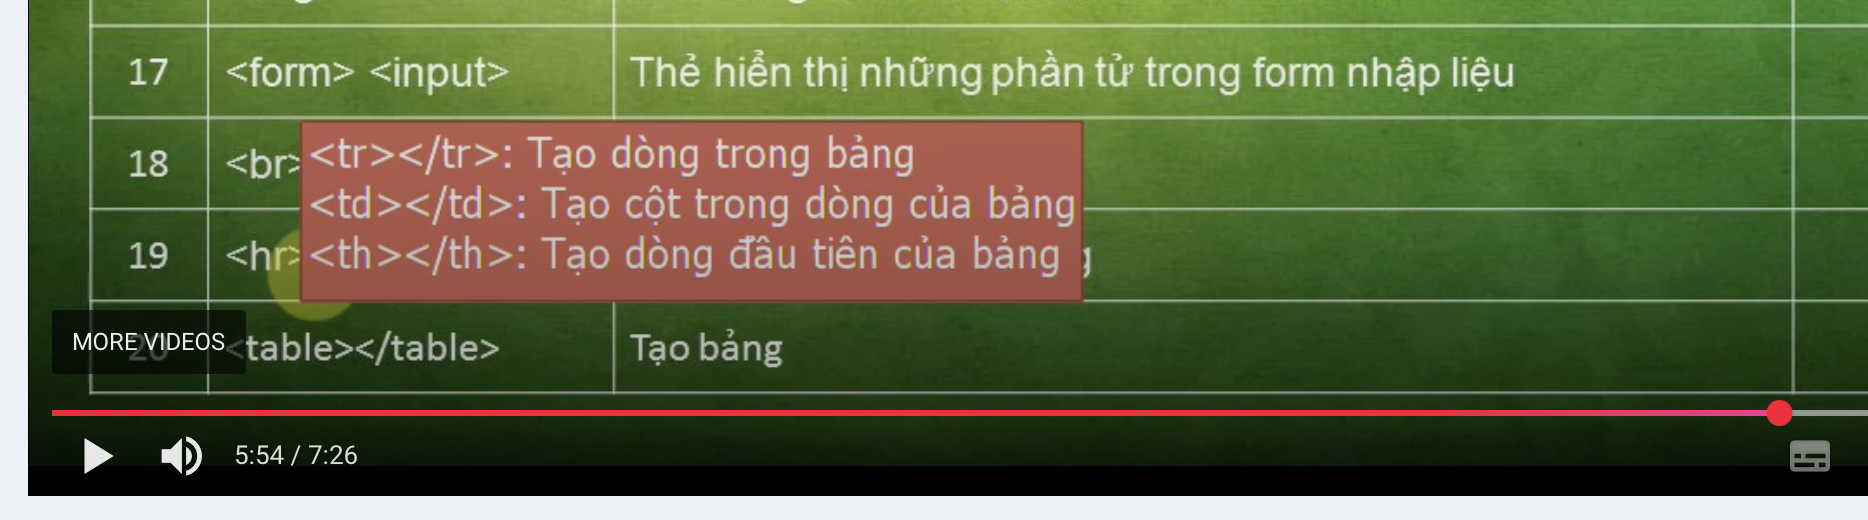 17 <form> <input> Thẻ hiển thị những phần tử trong form nhập liệu
18 <br>
<tr></tr>: Tạo dòng trong bảng
<td></td>: Tạo cột trong dòng của bảng
<th></th>: Tạo dòng đầu tiên của bảng
19 <hr> g
20 <table></table> Tạo bảng
MORE VIDEOS
5:54 / 7:26